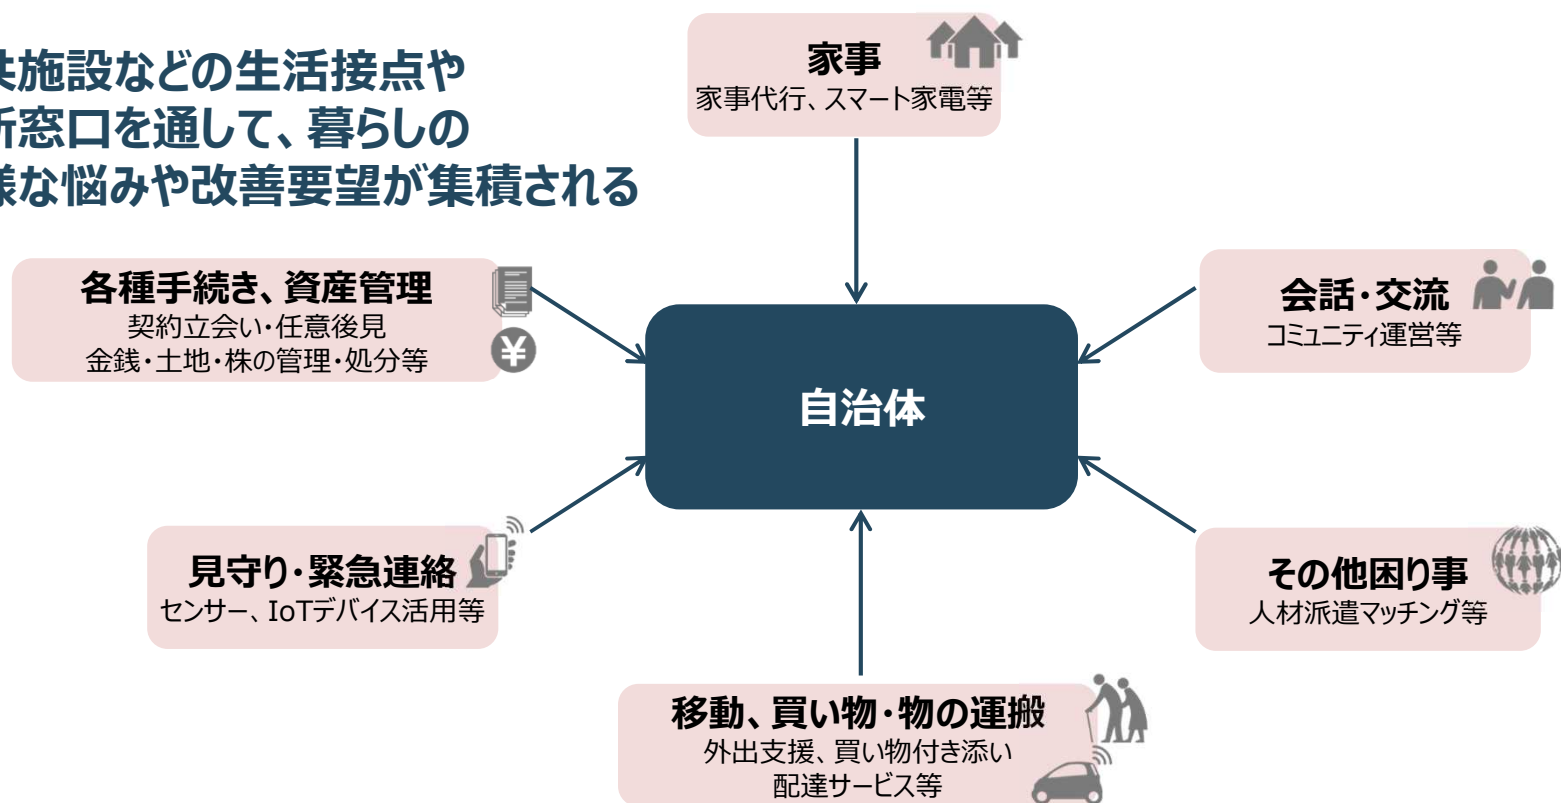 施設などの生活接点や
窓口を通して、暮らしの
様な悩みや改善要望が集積される
家事
家事代行、スマート家電等
各種手続き、資産管理
契約立会い・任意後見
金銭・土地・株の管理・処分等
¥
会話・交流
コミュニティ運営等
自治体
見守り・緊急連絡
センサー、IoTデバイス活用等
その他困り事
人材派遣マッチング等
移動、買い物・物の運搬
外出支援、買い物付き添い
配達サービス等